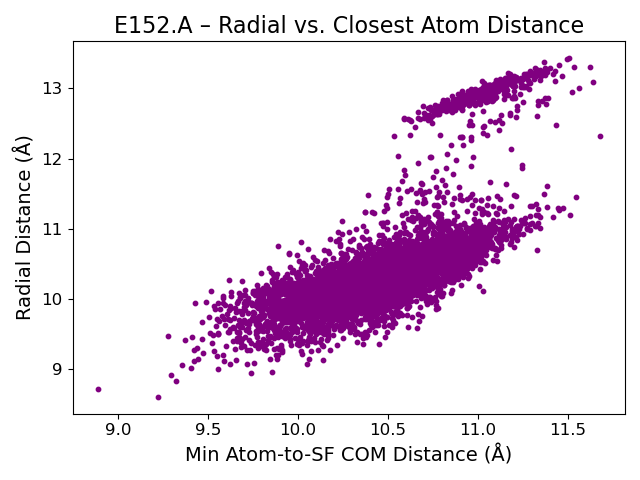 E152.A – Radial vs. Closest Atom Distance
Radial Distance (Å)
13
12
11
10
9
9.0 9.5 10.0 10.5 11.0 11.5
Min Atom-to-SF COM Distance (Å)